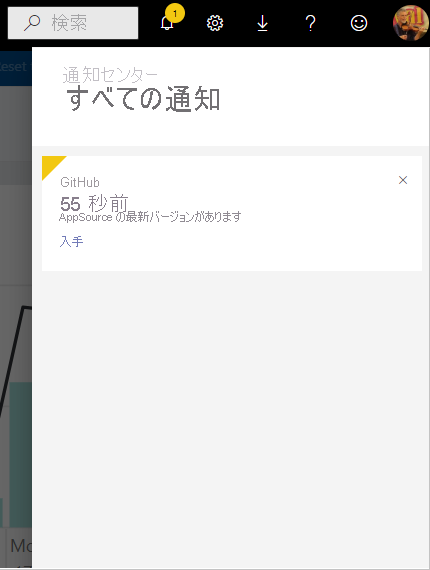 検索
1
Reset
通知センター
すべての通知
GitHub
55 秒前
AppSource の最新バージョンがあります
入手
Mo